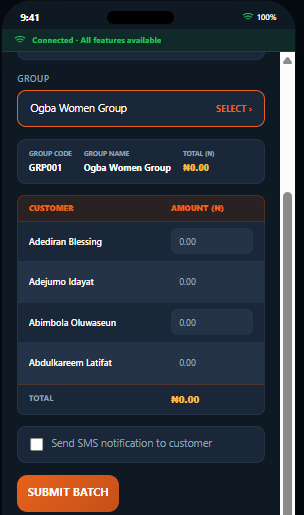 9:41 100%
Connected - All features available
GROUP
Ogba Women Group SELECT ›
GROUP CODE GROUP NAME TOTAL (₦)
GRP001 Ogba Women Group ₦0.00
CUSTOMER AMOUNT (₦)
Adediran Blessing 0.00
Adejumo Idayat 0.00
Abimbola Oluwaseun 0.00
Abdulkareem Latifat 0.00
TOTAL ₦0.00
Send SMS notification to customer
SUBMIT BATCH